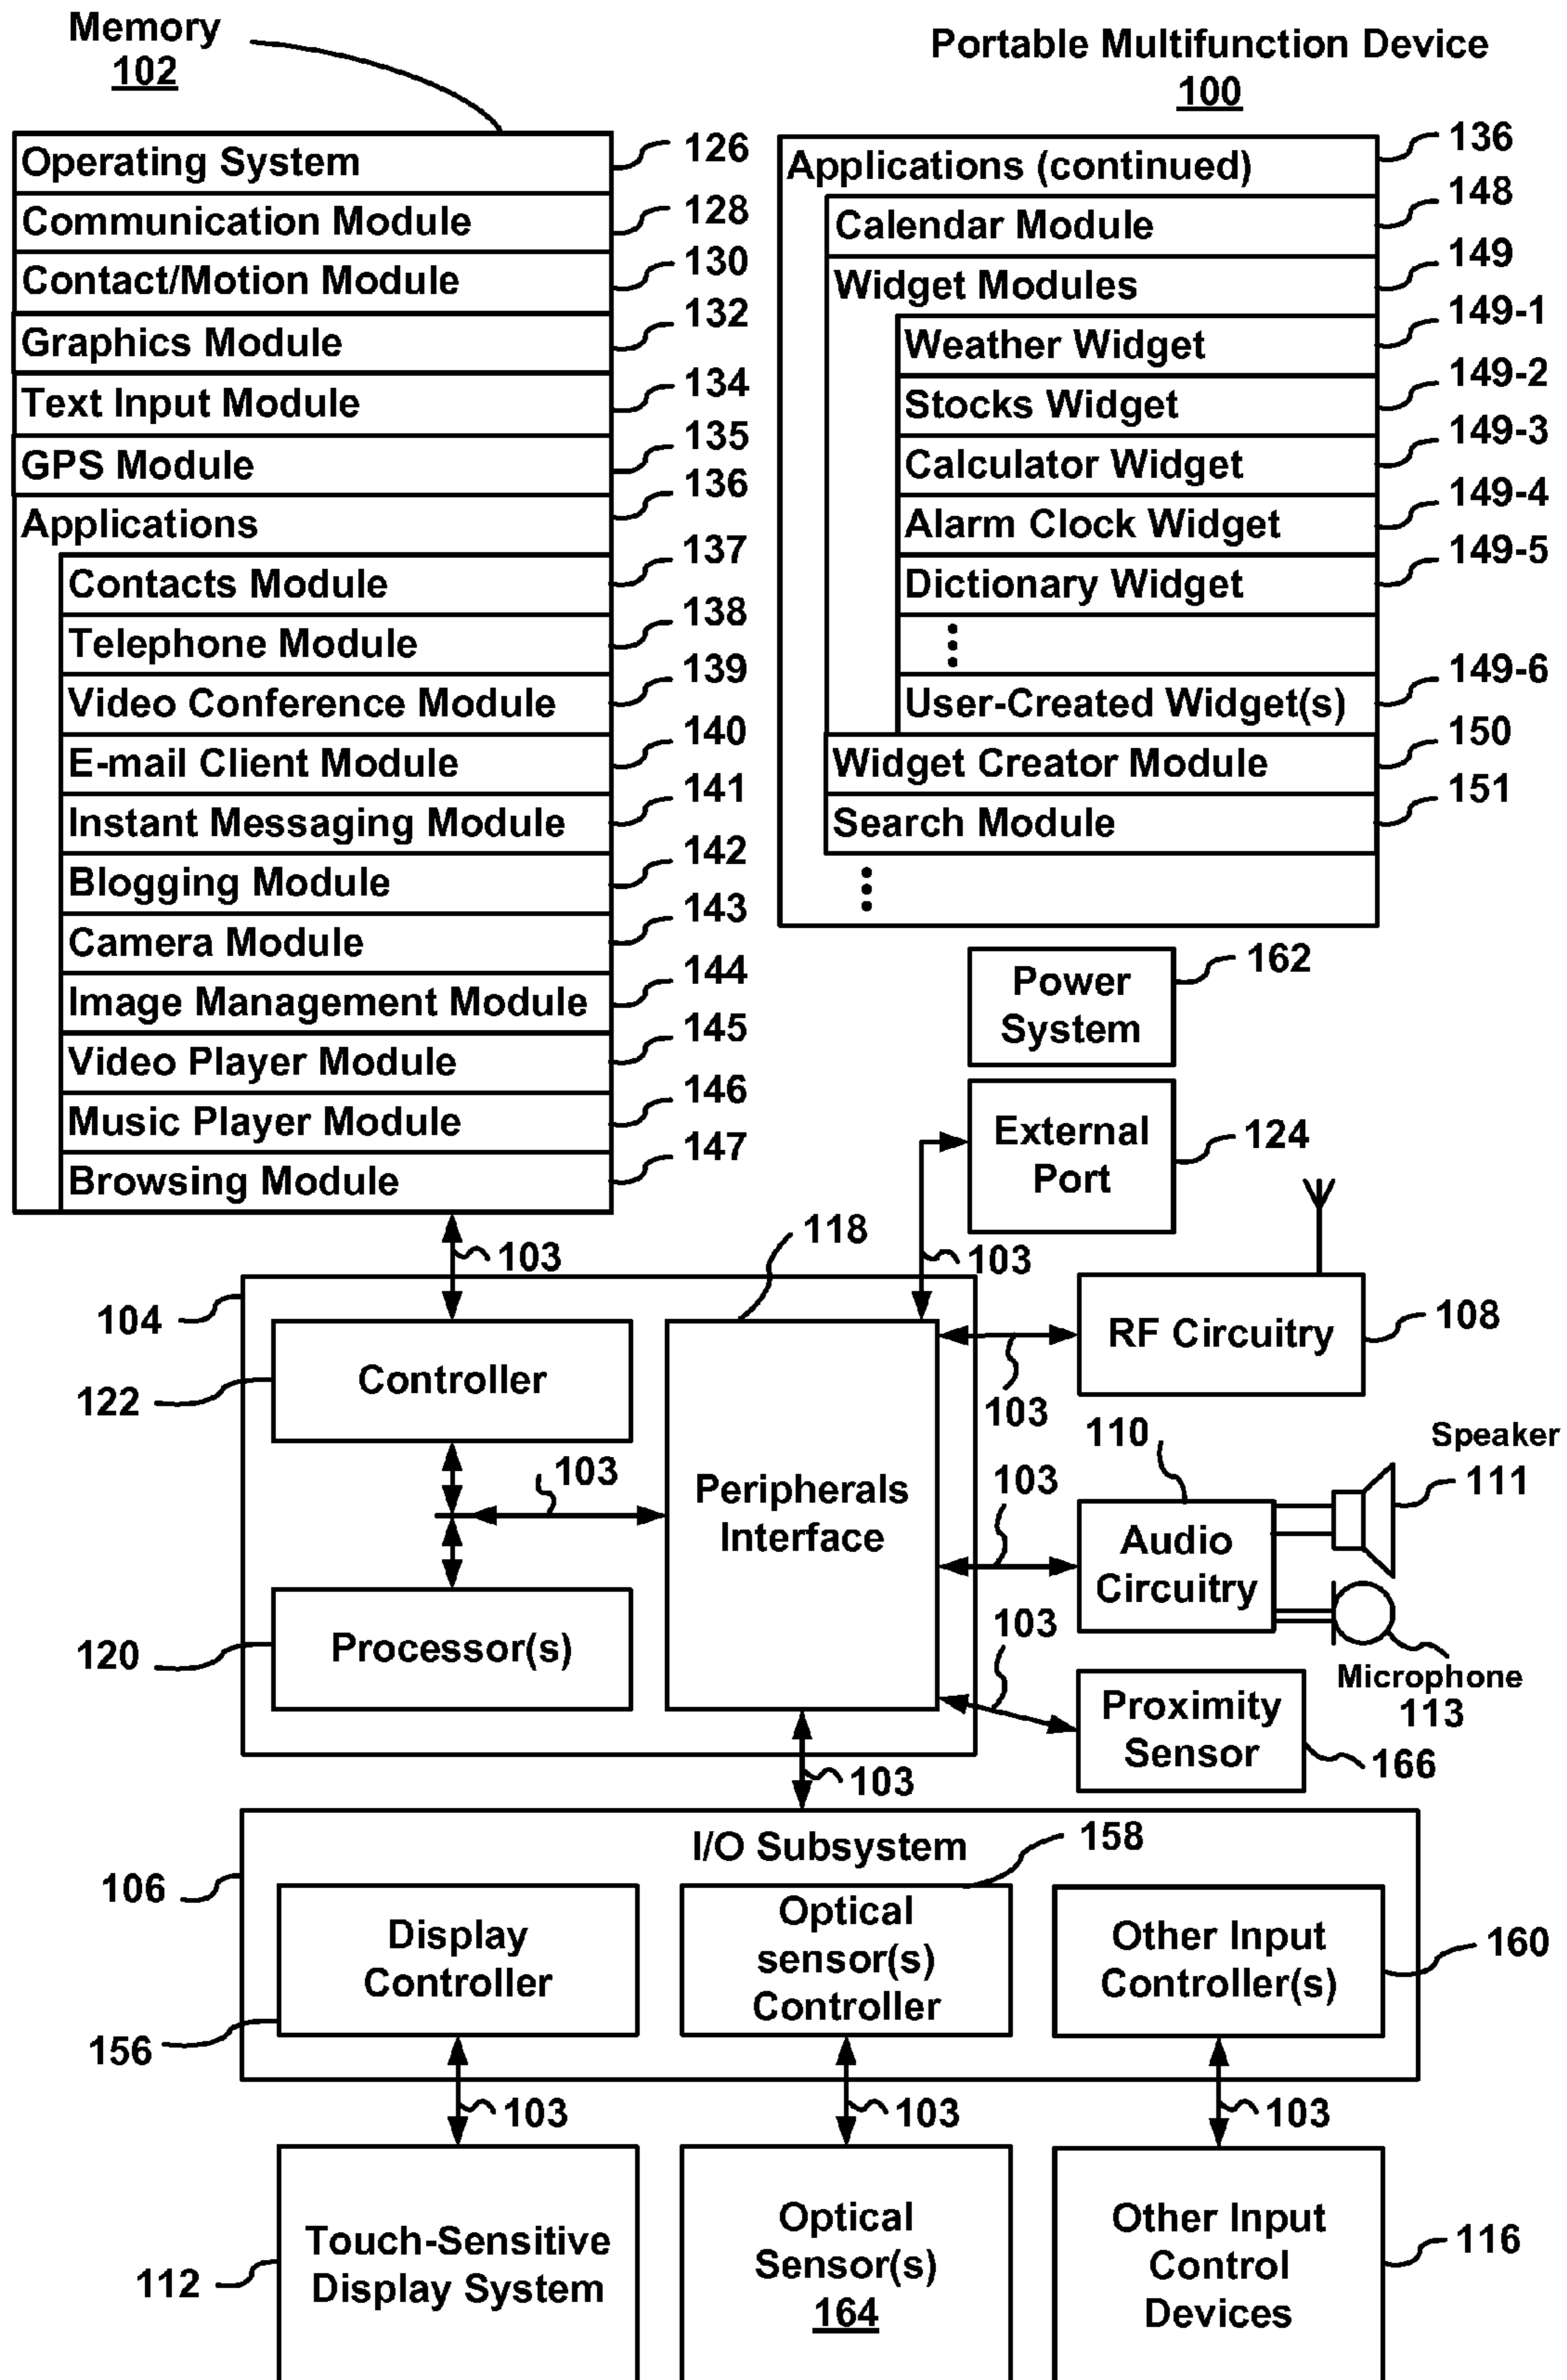 Memory
102
Portable Multifunction Device
100
Operating System
126
Communication Module
128
Contact/Motion Module
130
Graphics Module
132
Text Input Module
134
GPS Module
135
Applications
136
Contacts Module
137
Telephone Module
138
Video Conference Module
139
E-mail Client Module
140
Instant Messaging Module
141
Blogging Module
142
Camera Module
143
Image Management Module
144
Video Player Module
145
Music Player Module
146
Browsing Module
147
Applications (continued)
136
Calendar Module
148
Widget Modules
149
Weather Widget
149-1
Stocks Widget
149-2
Calculator Widget
149-3
Alarm Clock Widget
149-4
Dictionary Widget
149-5
User-Created Widget(s)
149-6
Widget Creator Module
150
Search Module
151
Power
System
162
External
Port
124
103
118
103
104
Controller
122
RF Circuitry
108
103
103
Peripherals
Interface
110
Speaker
111
103
Audio
Circuitry
Processor(s)
120
103
Microphone
113
Proximity
Sensor
166
103
I/O Subsystem
158
106
Display
Controller
156
Optical
sensor(s)
Controller
Other Input
Controller(s)
160
103
103
103
Touch-Sensitive
Display System
112
Optical
Sensor(s)
164
Other Input
Control
Devices
116